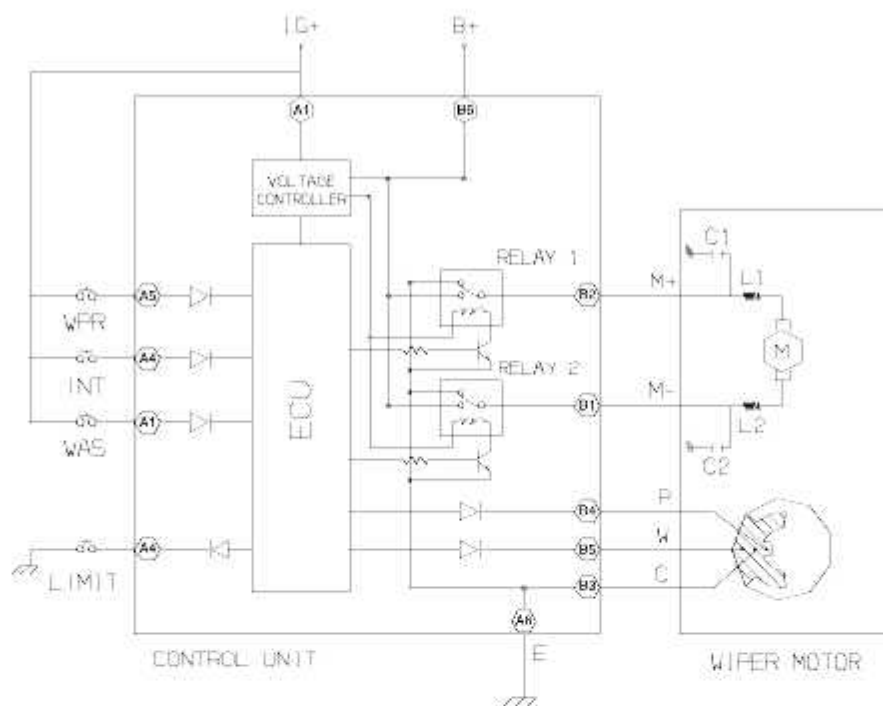 IG+
B+
A1
B6
VOLTAGE
CONTROLLER
RELAY 1
C1
L1
M+
A5
B2
WPR
M
A4
INT
RELAY 2
ECU
M-
A1
B1
WAS
L2
C2
P
B4
W
A4
B5
LIMIT
C
B3
A6
E
CONTROL UNIT
WIPER MOTOR